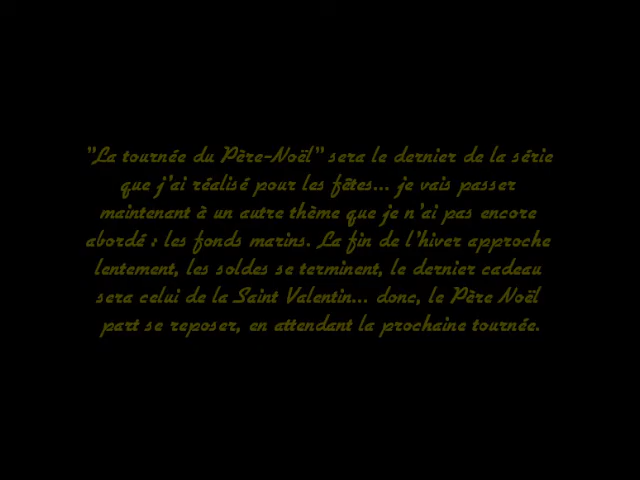 "La tournée du Père-Noël" sera le dernier de la série
que j'ai réalisé pour les fêtes... je vais passer
maintenant à un autre thème que je n'ai pas encore
abordé : les fonds marins. La fin de l'hiver approche
lentement, les soldes se terminent, le dernier cadeau
sera celui de la Saint Valentin... donc, le Père Noël
part se reposer, en attendant la prochaine tournée.